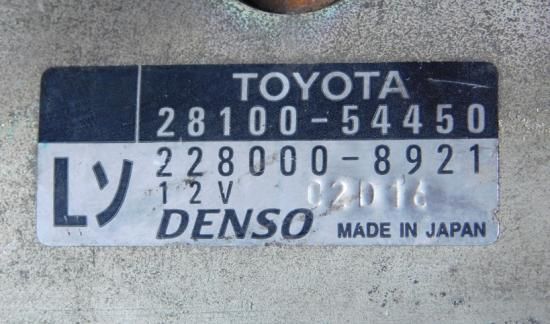 TOYOTA
28100-54450
Lソ
228000-8921
12V 02D16
DENSO MADE IN JAPAN